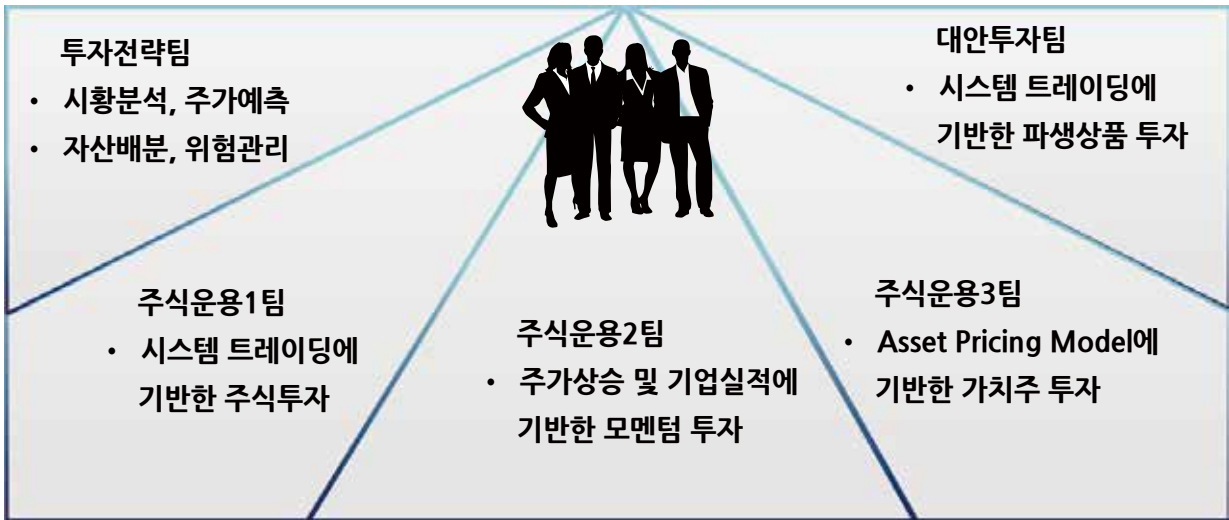 투자전략팀
• 시황분석, 주가예측
• 자산배분, 위험관리
대안투자팀
• 시스템 트레이딩에
기반한 파생상품 투자
주식운용1팀
• 시스템 트레이딩에
기반한 주식투자
주식운용2팀
• 주가상승 및 기업실적에
기반한 모멘텀 투자
주식운용3팀
• Asset Pricing Model에
기반한 가치주 투자